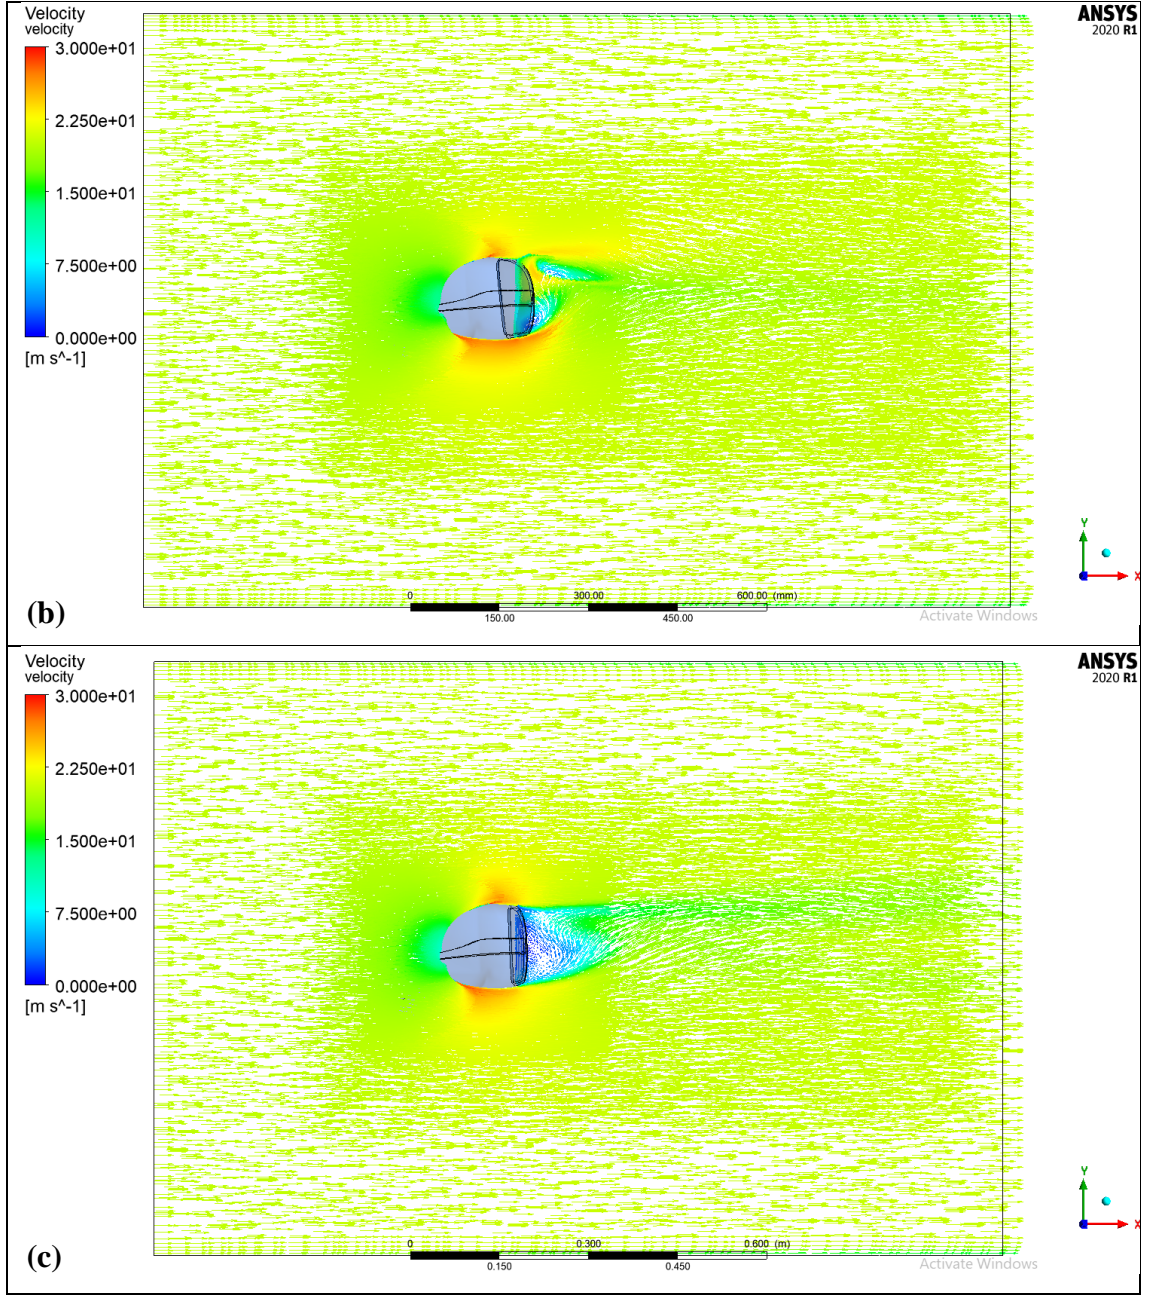 Velocity
velocity
3.000e+01
2.250e+01
1.500e+01
7.500e+00
0.000e+00
[m s^-1]
ANSYS
2020 R1
Y
X
0 300.00 600.00 (mm)
150.00 450.00
Activate Windows
(b)
Velocity
velocity
3.000e+01
2.250e+01
1.500e+01
7.500e+00
0.000e+00
[m s^-1]
ANSYS
2020 R1
Y
X
0 0.300 0.600 (m)
0.150 0.450
Activate Windows
(c)